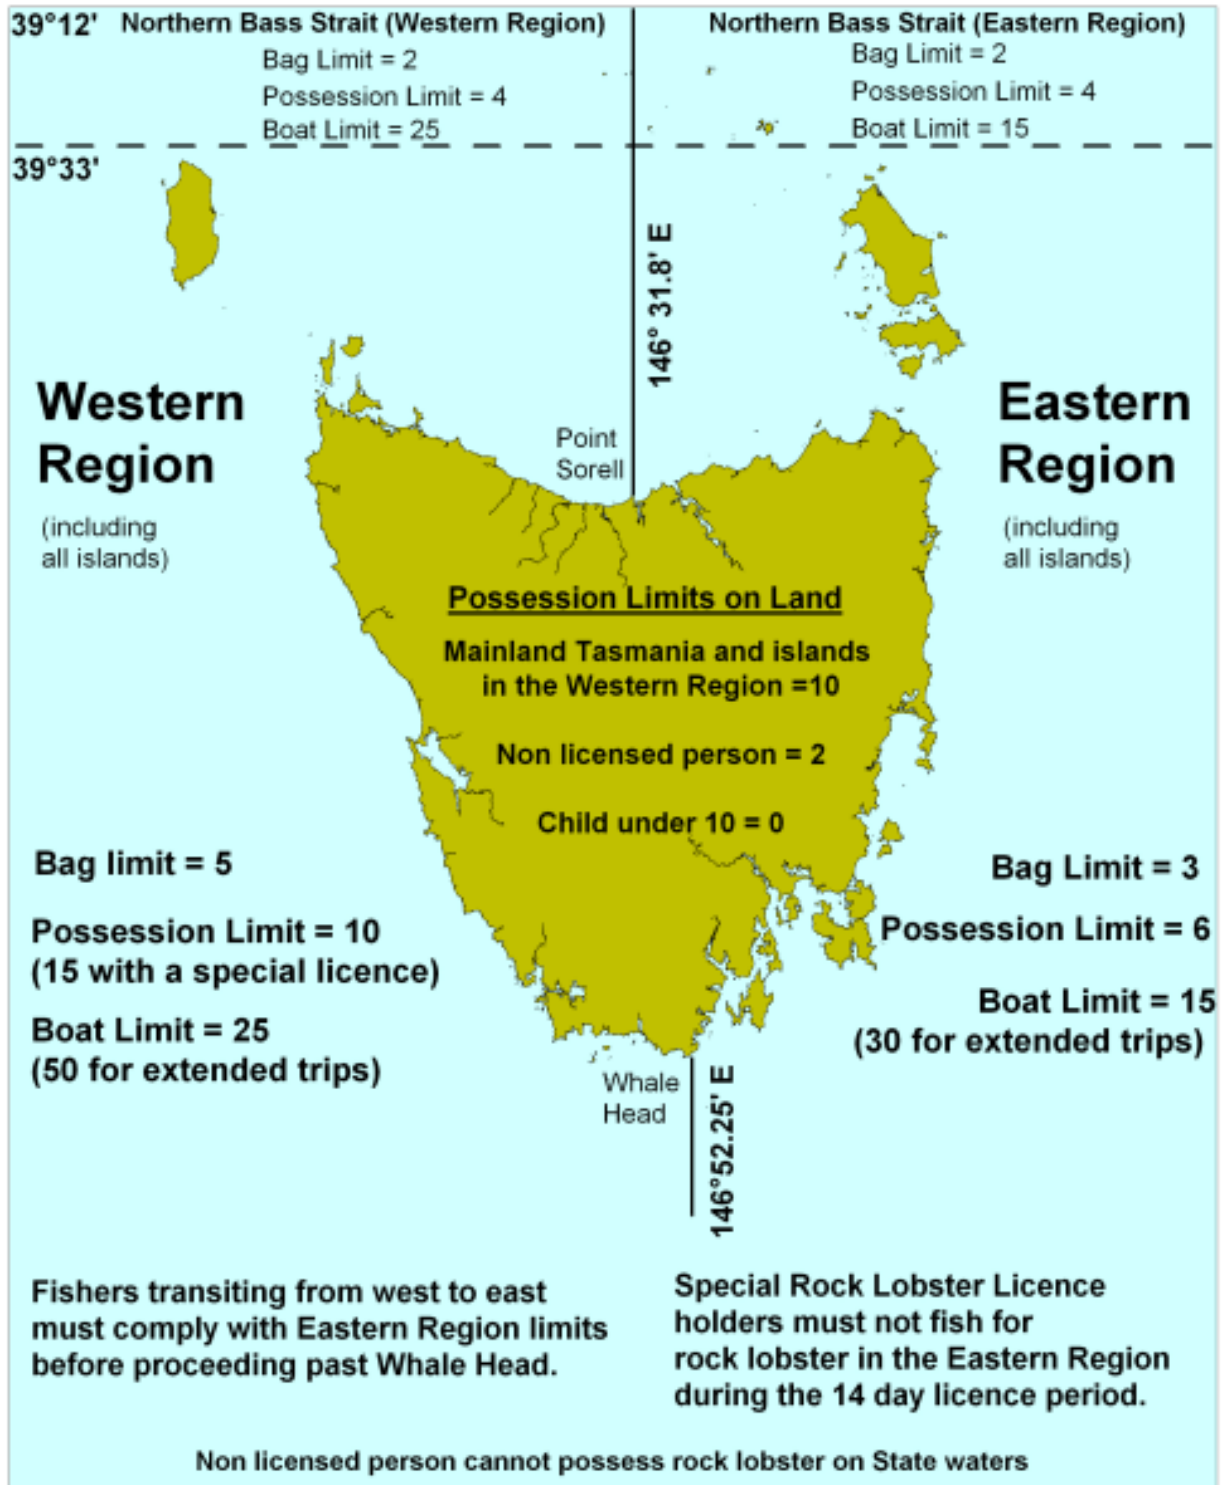 39°12'
Northern Bass Strait (Western Region)
Bag Limit = 2
Possession Limit = 4
Boat Limit = 25
Northern Bass Strait (Eastern Region)
Bag Limit = 2
Possession Limit = 4
Boat Limit = 15
39°33'
146° 31.8' E
Western
Region
(including
all islands)
Point
Sorell
Eastern
Region
(including
all islands)
Possession Limits on Land
Mainland Tasmania and islands
in the Western Region =10
Non licensed person = 2
Child under 10 = 0
Bag limit = 5
Possession Limit = 10
(15 with a special licence)
Boat Limit = 25
(50 for extended trips)
Bag Limit = 3
Possession Limit = 6
Boat Limit = 15
(30 for extended trips)
Whale
Head
146°52.25' E
Fishers transiting from west to east
must comply with Eastern Region limits
before proceeding past Whale Head.
Special Rock Lobster Licence
holders must not fish for
rock lobster in the Eastern Region
during the 14 day licence period.
Non licensed person cannot possess rock lobster on State waters